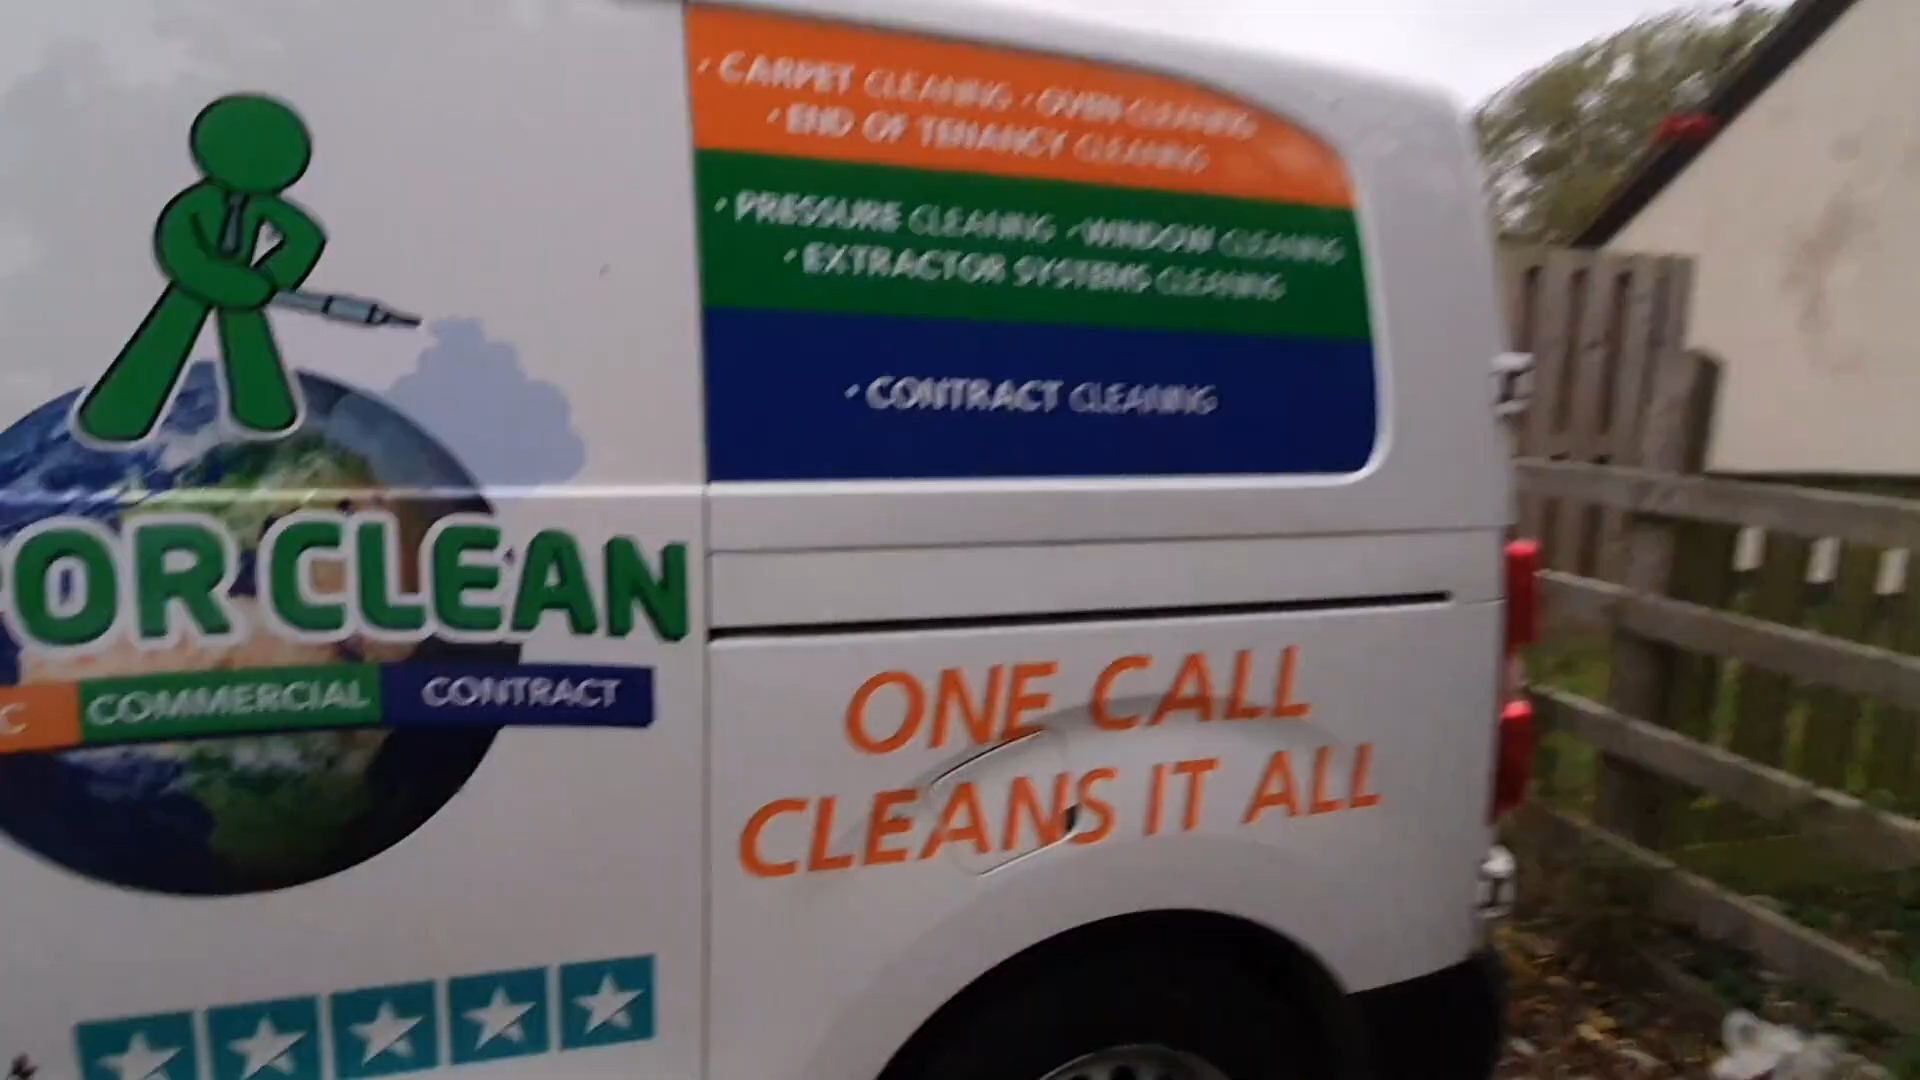 ✓ CARPET CLEANING ✓ OVEN CLEANING
✓ END OF TENANCY CLEANING
✓ PRESSURE CLEANING ✓ WINDOW CLEANING
✓ EXTRACTOR SYSTEMS CLEANING
✓ CONTRACT CLEANING
OR CLEAN
C COMMERCIAL CONTRACT
ONE CALL
CLEANS IT ALL